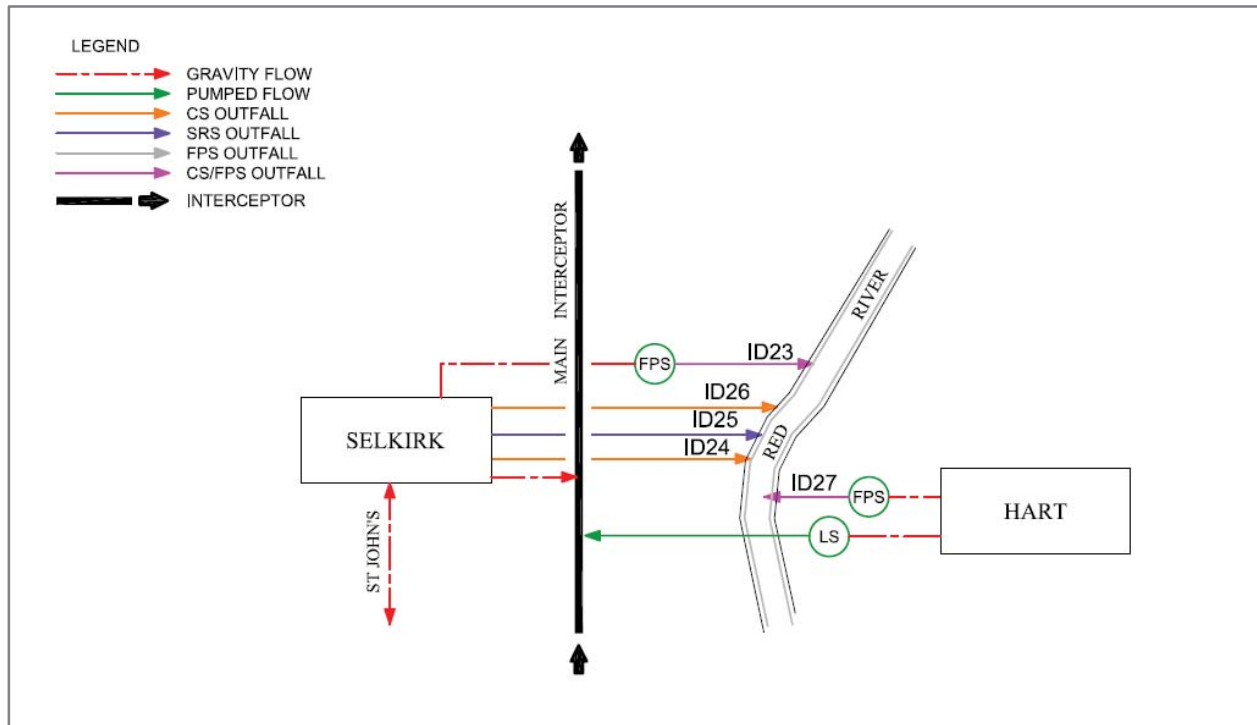 LEGEND
GRAVITY FLOW
PUMPED FLOW
CS OUTFALL
SRS OUTFALL
FPS OUTFALL
CS/FPS OUTFALL
INTERCEPTOR
MAIN INTERCEPTOR
RIVER
RED
FPS
ID23
ID26
ID25
ID24
SELKIRK
ID27
FPS
HART
LS
ST JOHN'S